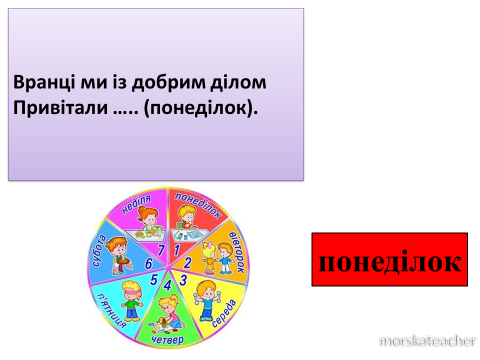 Вранці ми із добрим ділом
Привітали ….. (понеділок).
неділя
понеділок
субота
вівторок
7
1
6
2
5
4
3
п'ятниця
середа
четвер
понеділок
morskateacher